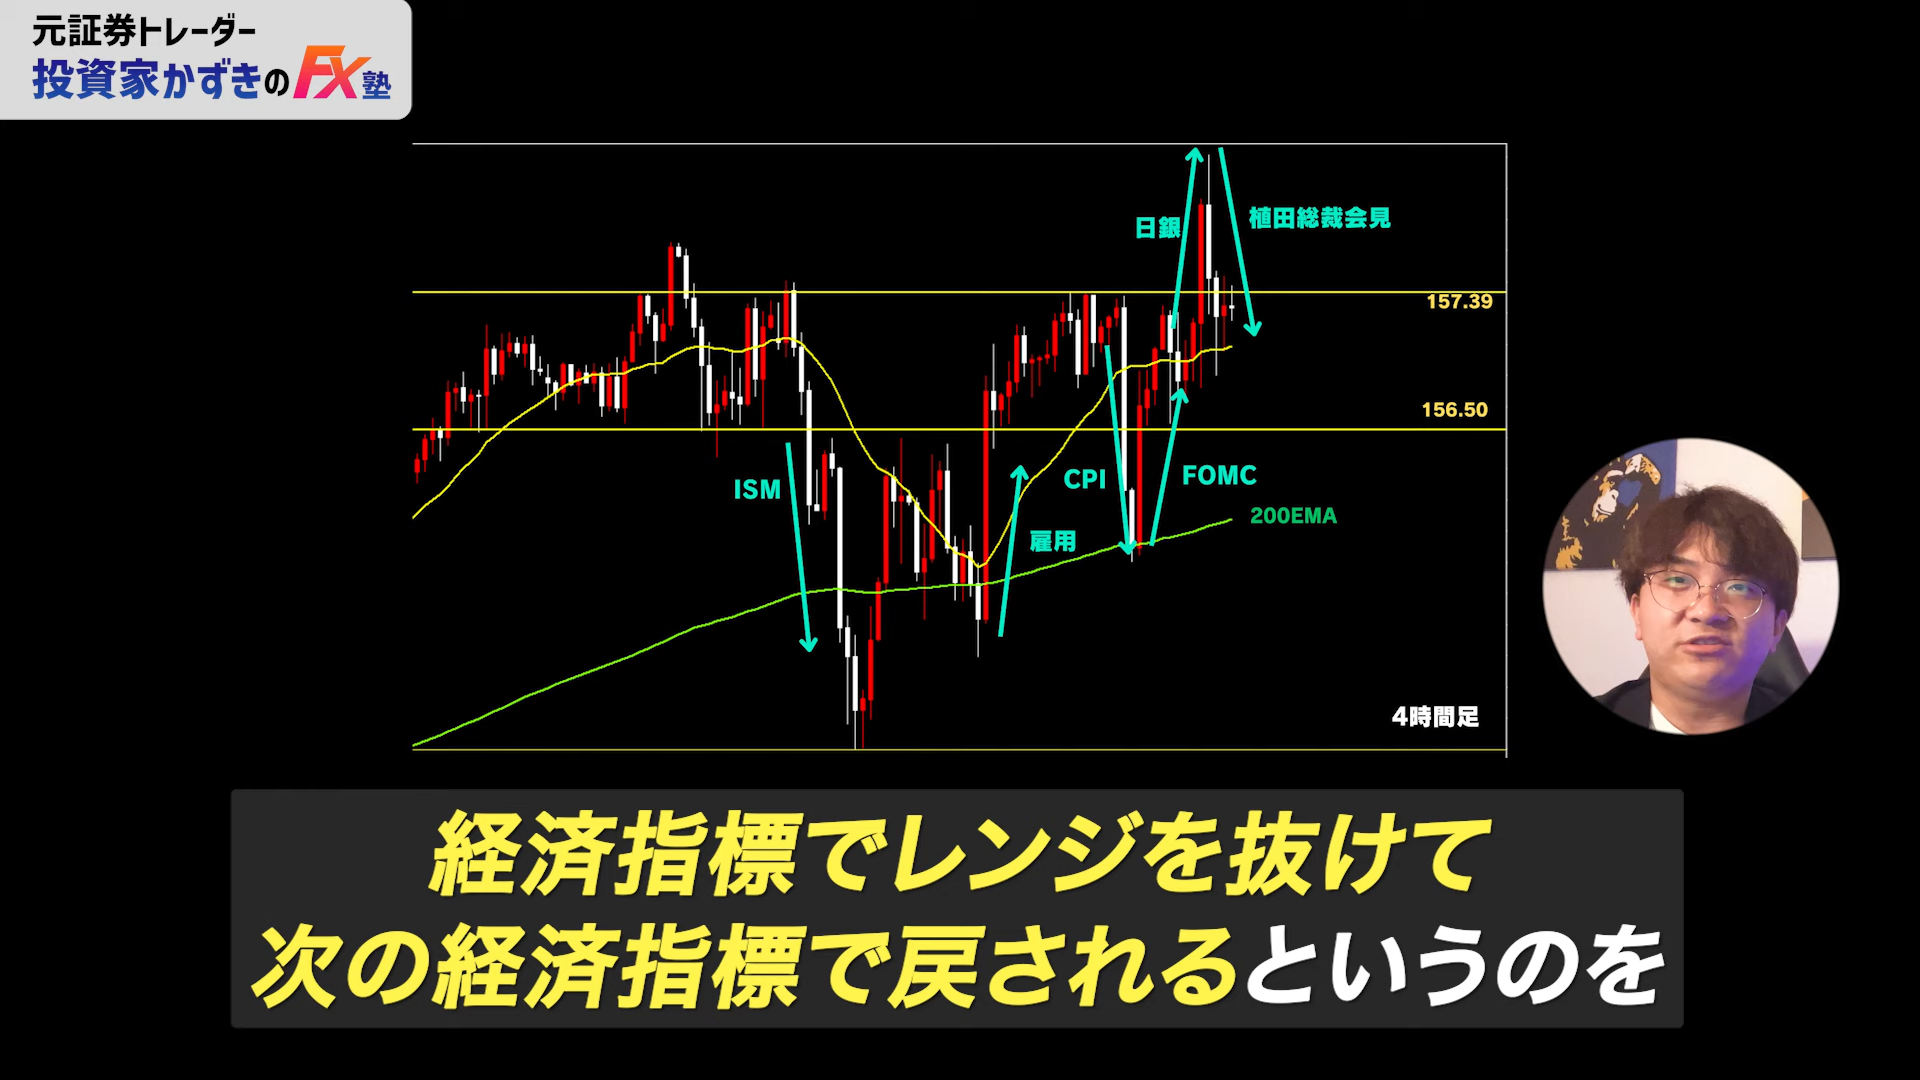 元証券トレーダー
投資家かずきのFX塾
日銀
植田総裁会見
157.39
156.50
ISM
CPI
FOMC
雇用
200EMA
4時間足
経済指標でレンジを抜けて
次の経済指標で戻されるというのを